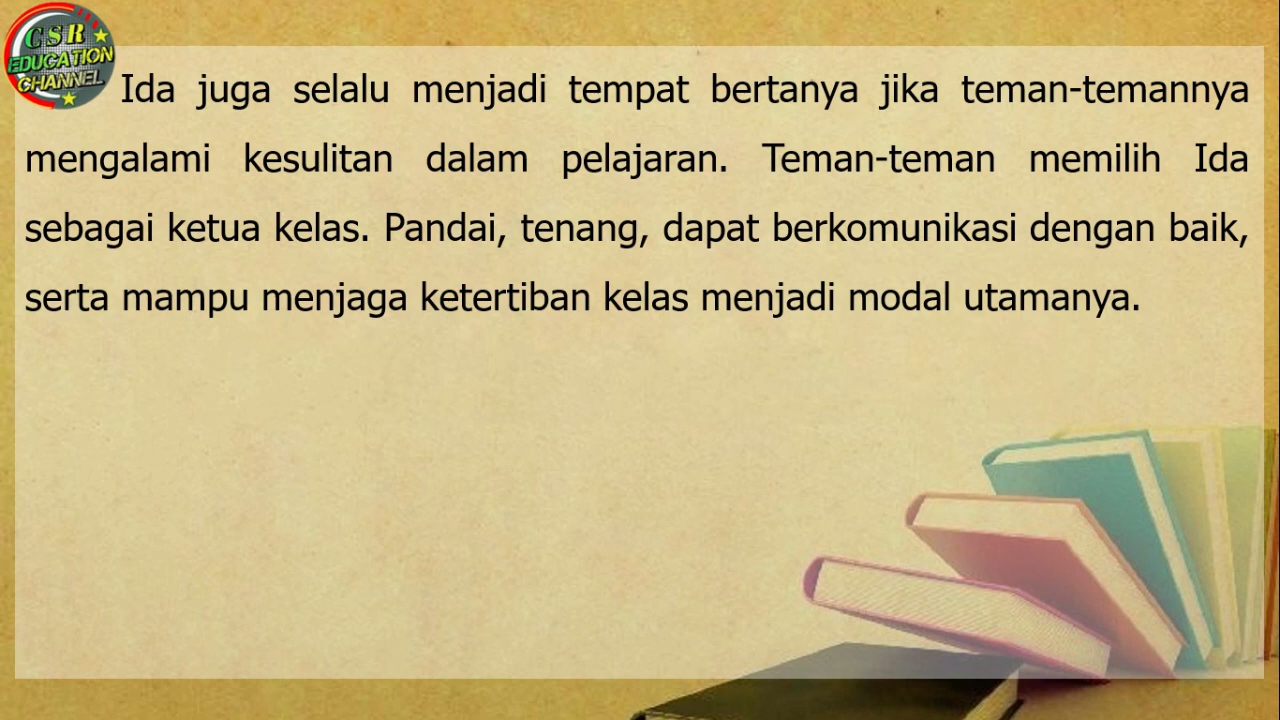 CSR
EDUCATION
CHANNEL
Ida juga selalu menjadi tempat bertanya jika teman-temannya
mengalami kesulitan dalam pelajaran. Teman-teman memilih Ida
sebagai ketua kelas. Pandai, tenang, dapat berkomunikasi dengan baik,
serta mampu menjaga ketertiban kelas menjadi modal utamanya.